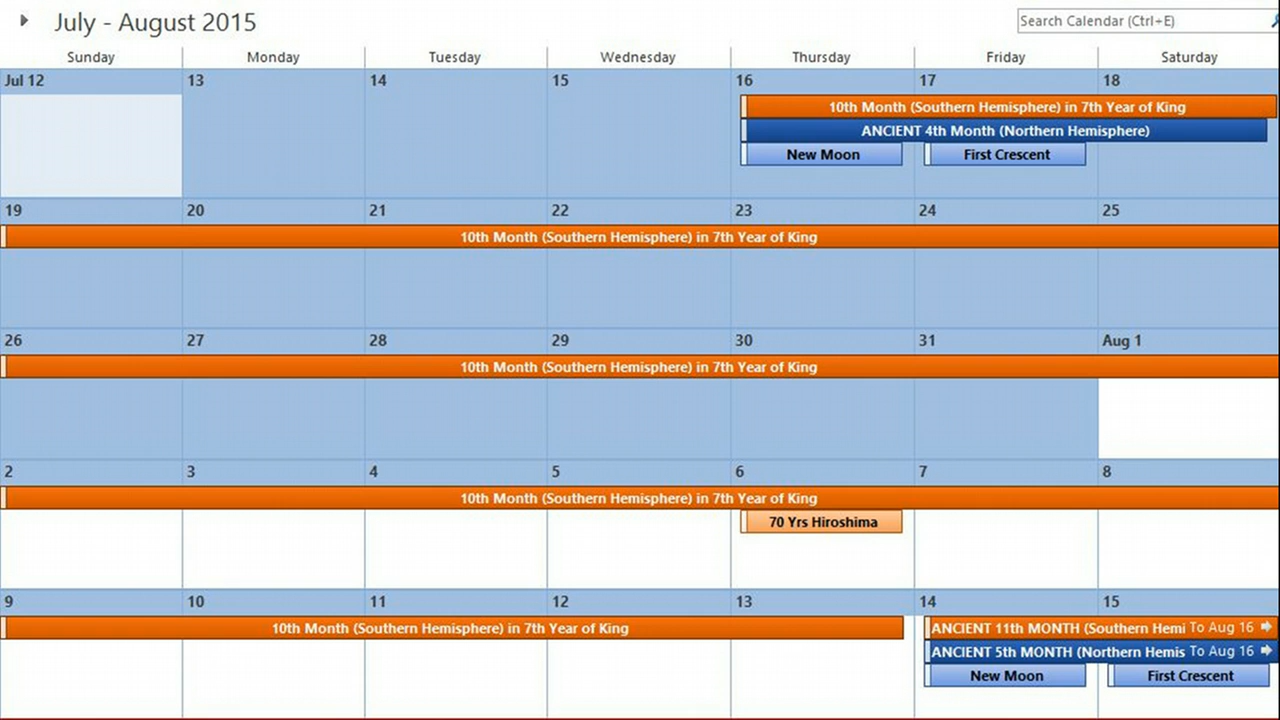 July - August 2015
Search Calendar (Ctrl+E)
Sunday Monday Tuesday Wednesday Thursday Friday Saturday
Jul 12 13 14 15 16 17 18
10th Month (Southern Hemisphere) in 7th Year of King
ANCIENT 4th Month (Northern Hemisphere)
New Moon First Crescent
19 20 21 22 23 24 25
10th Month (Southern Hemisphere) in 7th Year of King
26 27 28 29 30 31 Aug 1
10th Month (Southern Hemisphere) in 7th Year of King
2 3 4 5 6 7 8
10th Month (Southern Hemisphere) in 7th Year of King
70 Yrs Hiroshima
9 10 11 12 13 14 15
10th Month (Southern Hemisphere) in 7th Year of King ANCIENT 11th MONTH (Southern Hemi To Aug 16
ANCIENT 5th MONTH (Northern Hemis To Aug 16
New Moon First Crescent